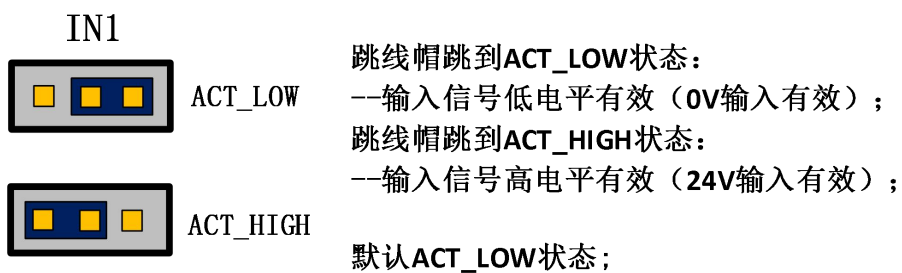 IN1
ACT_LOW
ACT_HIGH
跳线帽跳到ACT_LOW状态：
--输入信号低电平有效（0V输入有效）；
跳线帽跳到ACT_HIGH状态：
--输入信号高电平有效（24V输入有效）；
默认ACT_LOW状态；